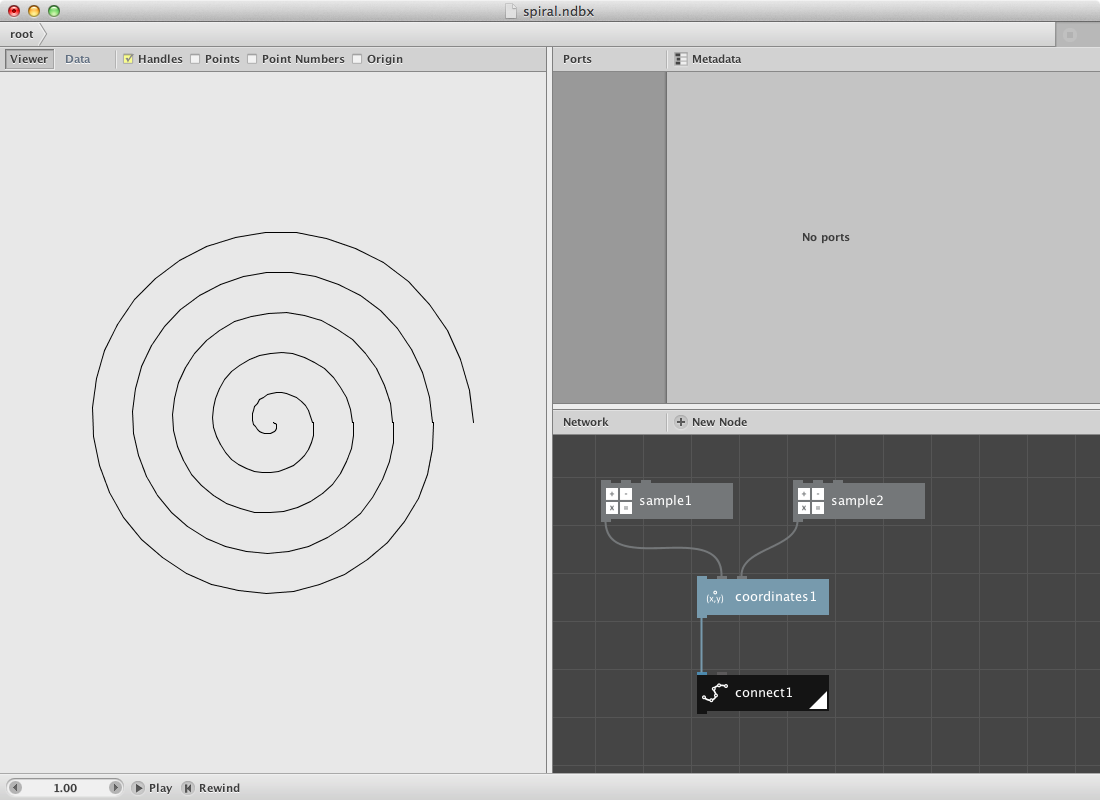 spiral.ndbx
root
Viewer Data Handles Points Point Numbers Origin
Ports Metadata
No ports
Network New Node
+ - sample1
x =
+ - sample2
x =
(x,y) coordinates1
connect1
1.00 Play Rewind